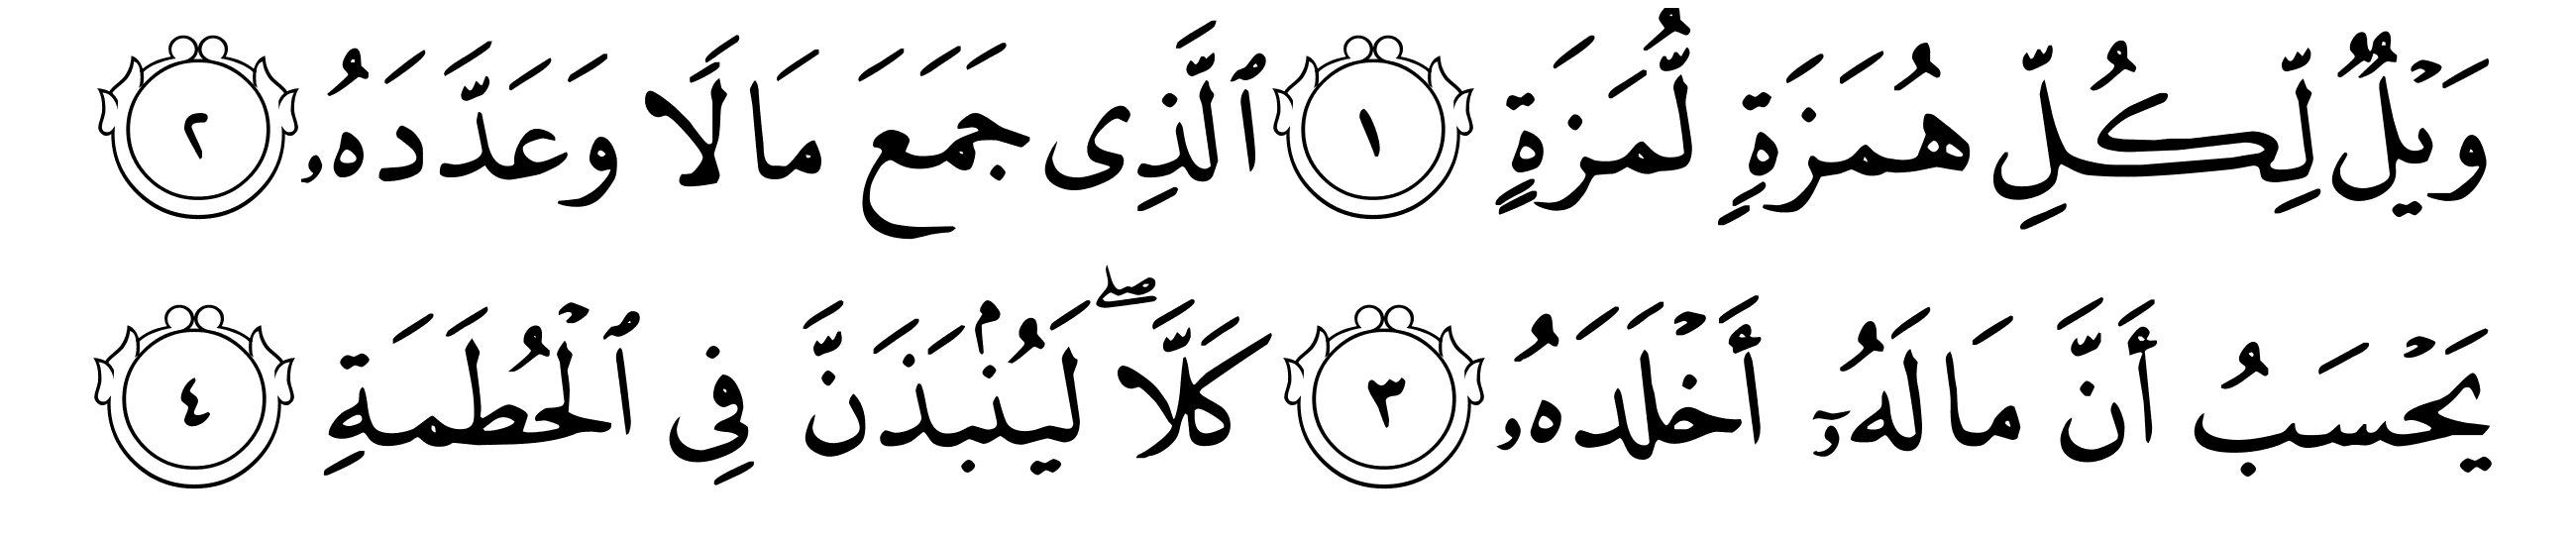 وَيۡلٞ لِّكُلِّ هُمَزَةٖ لُّمَزَةٍ ١ ٱلَّذِى جَمَعَ مَالَا وَعَدَّدَهُۥ ٢
يَحۡسَبُ أَنَّ مَالَهُۥٓ أَخۡلَدَهُۥ ٣ كَلَّاۖ لَيُنۢبَذَنَّ فِى ٱلۡحُطَمَةِ ٤